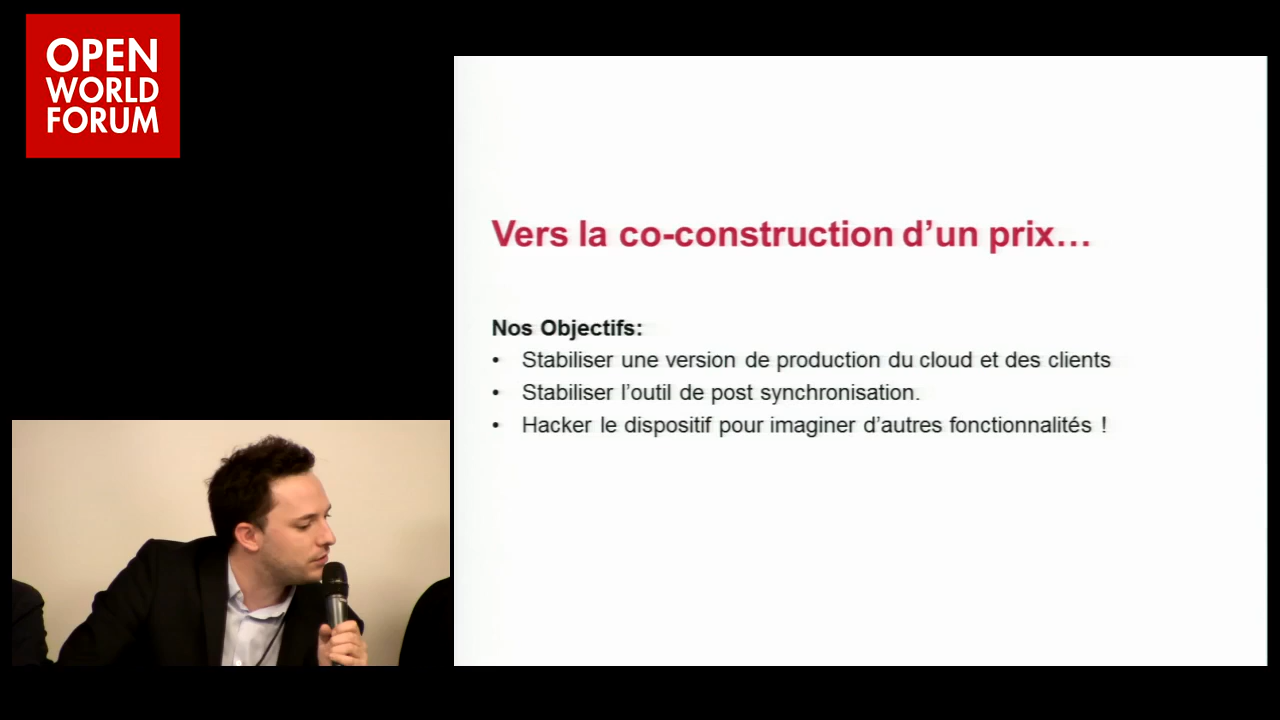 OPEN
WORLD
FORUM
Vers la co-construction d’un prix…
Nos Objectifs:
• Stabiliser une version de production du cloud et des clients
• Stabiliser l’outil de post synchronisation.
• Hacker le dispositif pour imaginer d’autres fonctionnalités !